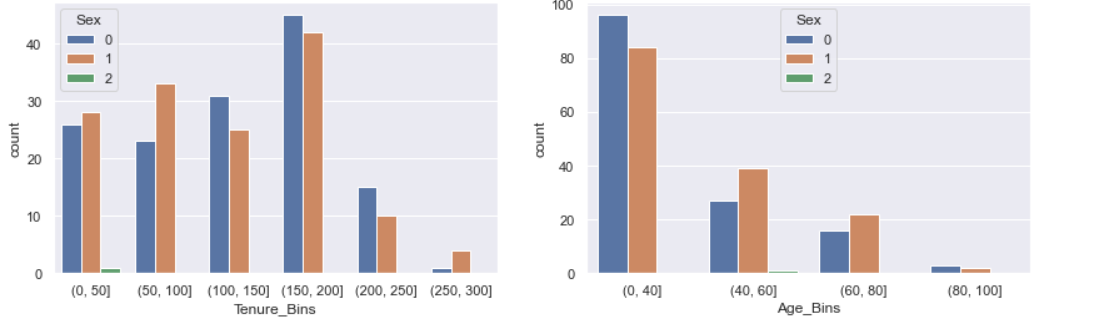 Sex
0
1
2
40
30
20
10
0
count
(0, 50] (50, 100] (100, 150] (150, 200] (200, 250] (250, 300]
Tenure_Bins
Sex
0
1
2
100
80
60
40
20
0
count
(0, 40] (40, 60] (60, 80] (80, 100]
Age_Bins